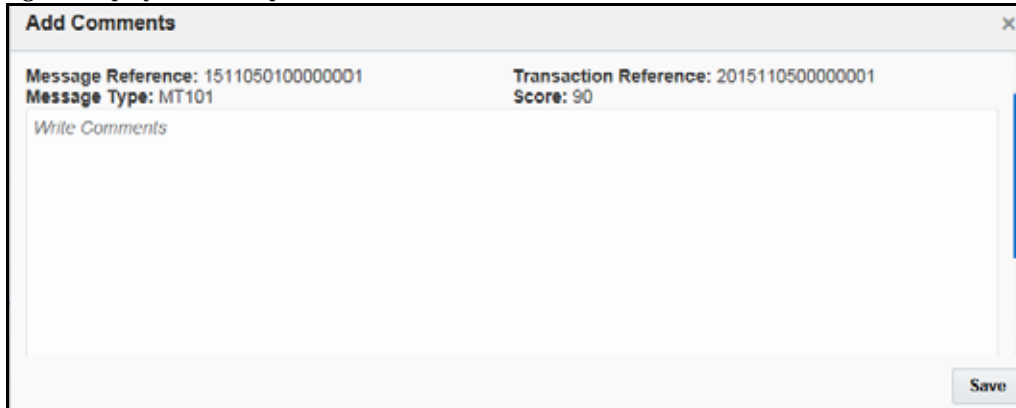 Add Comments
Message Reference: 1511050100000001 Transaction Reference: 2015110500000001
Message Type: MT101 Score: 90
Write Comments
Save